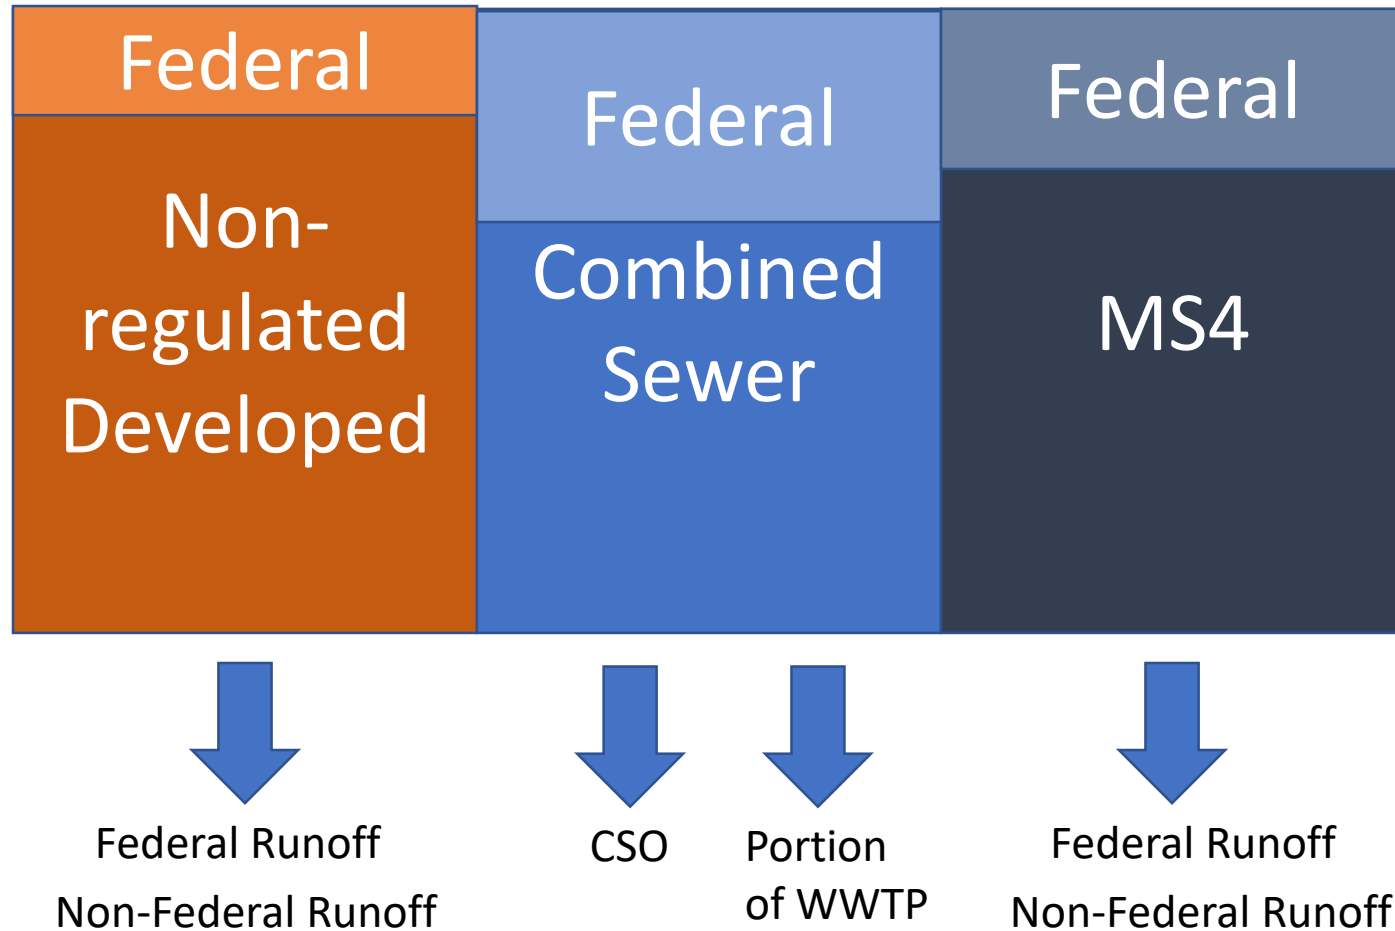 Federal
Federal
Federal
Non-
regulated
Developed
Combined
Sewer
MS4
Federal Runoff
Non-Federal Runoff
CSO
Portion
of WWTP
Federal Runoff
Non-Federal Runoff